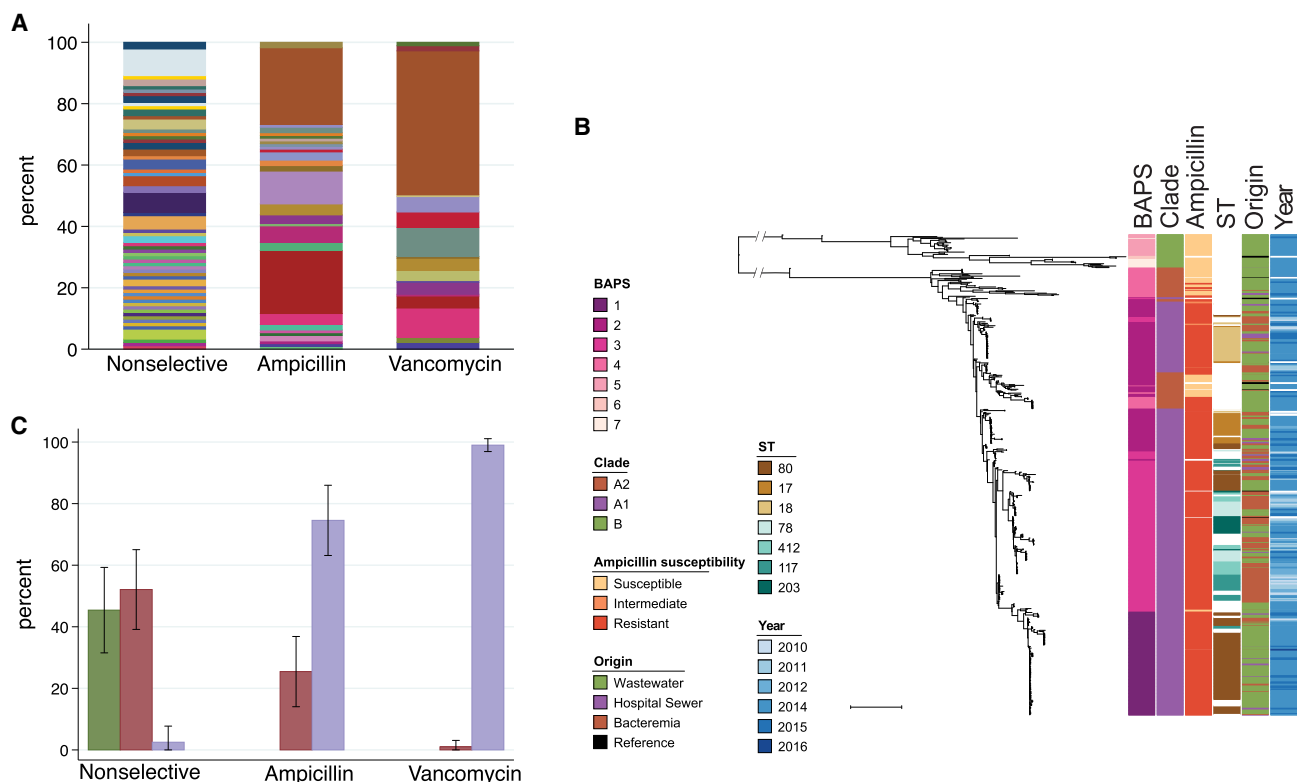 A
100
80
60
40
20
0
percent
Nonselective Ampicillin Vancomycin
B
BAPS
1
2
3
4
5
6
7
Clade
A2
A1
B
Ampicillin susceptibility
Susceptible
Intermediate
Resistant
Origin
Wastewater
Hospital Sewer
Bacteremia
Reference
ST
80
17
18
78
412
117
203
Year
2010
2011
2012
2014
2015
2016
BAPS
Clade
Ampicillin
ST
Origin
Year
C
100
80
60
40
20
0
percent
Nonselective Ampicillin Vancomycin